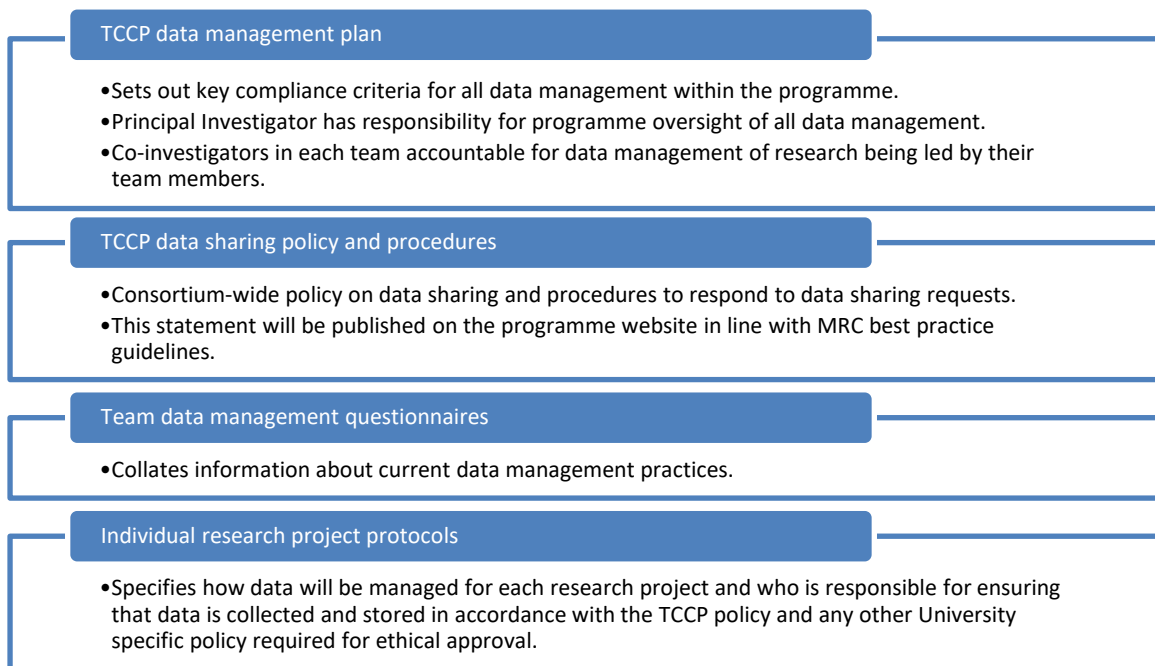 TCCP data management plan
•Sets out key compliance criteria for all data management within the programme.
•Principal Investigator has responsibility for programme oversight of all data management.
•Co-investigators in each team accountable for data management of research being led by their
team members.
TCCP data sharing policy and procedures
•Consortium-wide policy on data sharing and procedures to respond to data sharing requests.
•This statement will be published on the programme website in line with MRC best practice
guidelines.
Team data management questionnaires
•Collates information about current data management practices.
Individual research project protocols
•Specifies how data will be managed for each research project and who is responsible for ensuring
that data is collected and stored in accordance with the TCCP policy and any other University
specific policy required for ethical approval.